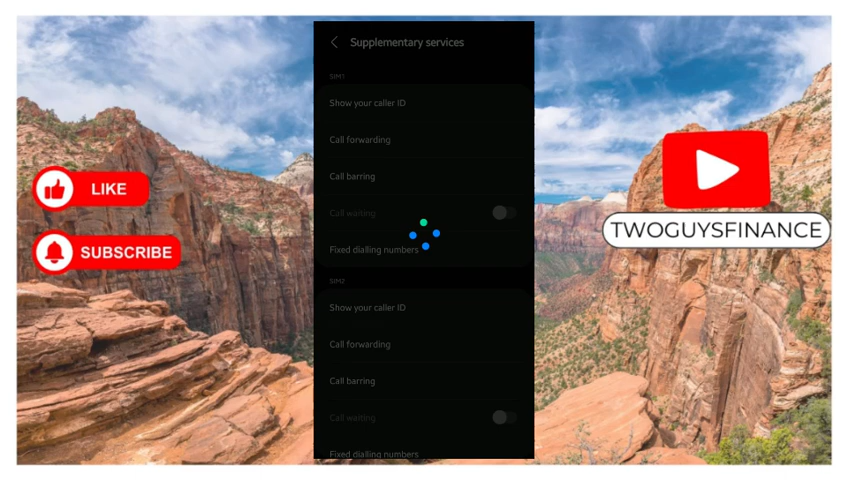 Supplementary services
SIM1
Show your caller ID
Call forwarding
Call barring
Call waiting
Fixed dialling numbers
SIM2
Show your caller ID
Call forwarding
Call barring
Call waiting
Fixed dialling numbers
LIKE
SUBSCRIBE
TWOGUYSFINANCE